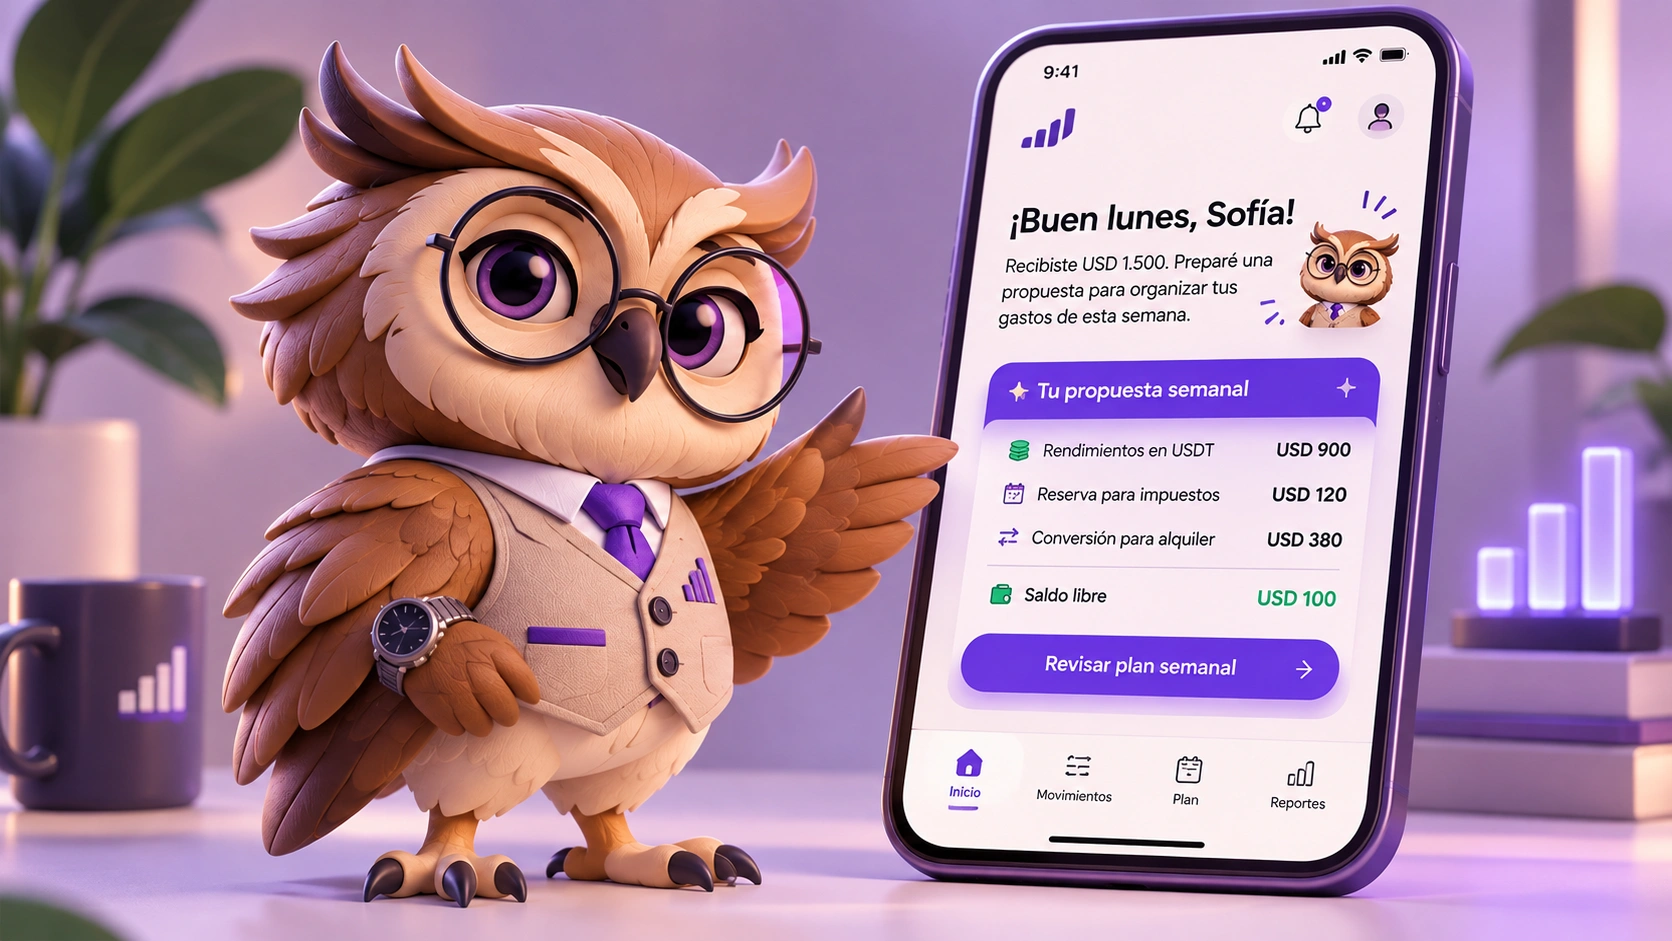 9:41
¡Buen lunes, Sofía!
Recibiste USD 1.500. Preparé una
propuesta para organizar tus
gastos de esta semana.
Tu propuesta semanal
Rendimientos en USDT USD 900
Reserva para impuestos USD 120
Conversión para alquiler USD 380
Saldo libre USD 100
Revisar plan semanal
Inicio
Movimientos
Plan
Reportes